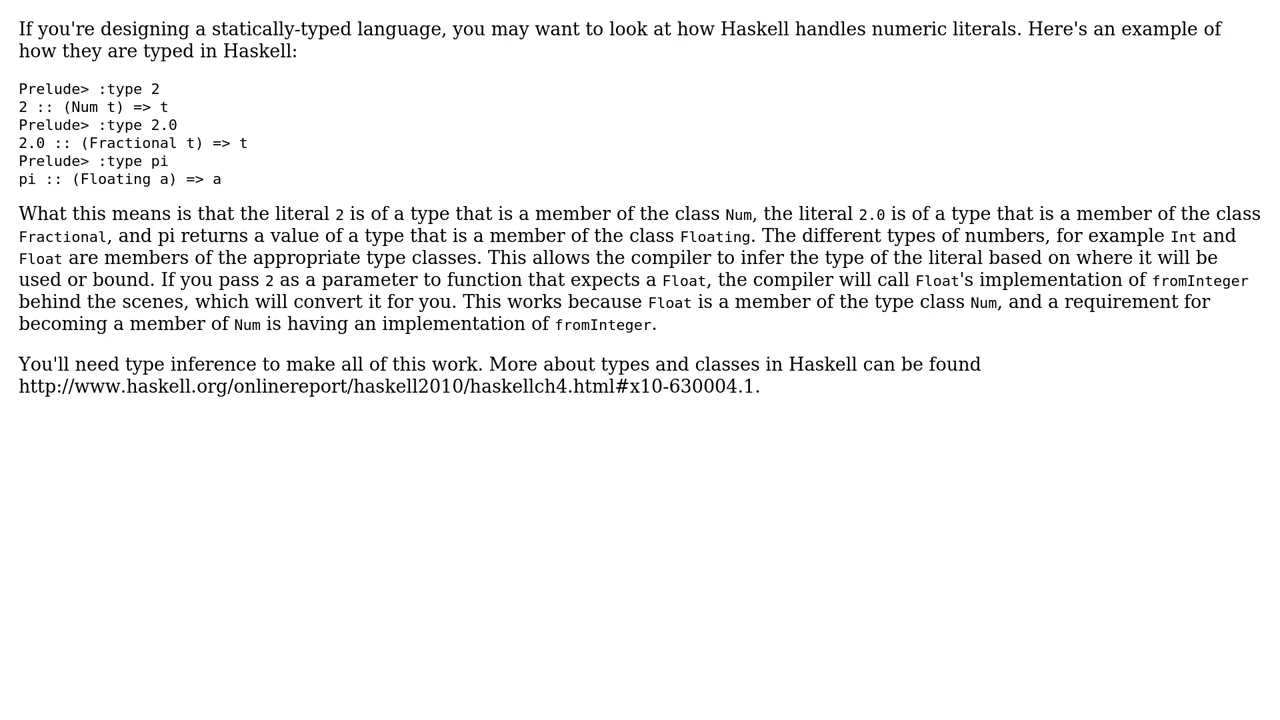 If you're designing a statically-typed language, you may want to look at how Haskell handles numeric literals. Here's an example of
how they are typed in Haskell:
Prelude> :type 2
2 :: (Num t) => t
Prelude> :type 2.0
2.0 :: (Fractional t) => t
Prelude> :type pi
pi :: (Floating a) => a
What this means is that the literal 2 is of a type that is a member of the class Num, the literal 2.0 is of a type that is a member of the class
Fractional, and pi returns a value of a type that is a member of the class Floating. The different types of numbers, for example Int and
Float are members of the appropriate type classes. This allows the compiler to infer the type of the literal based on where it will be
used or bound. If you pass 2 as a parameter to function that expects a Float, the compiler will call Float's implementation of fromInteger
behind the scenes, which will convert it for you. This works because Float is a member of the type class Num, and a requirement for
becoming a member of Num is having an implementation of fromInteger.
You'll need type inference to make all of this work. More about types and classes in Haskell can be found
http://www.haskell.org/onlinereport/haskell2010/haskellch4.html#x10-630004.1.